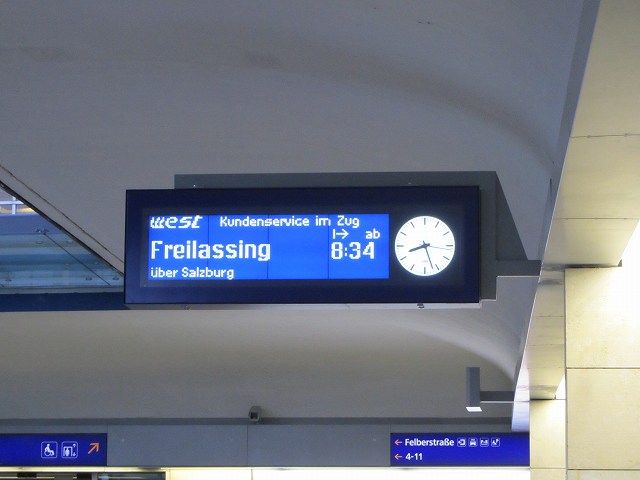 west Kundenservice im Zug
ab
Freilassing 8:34
über Salzburg
← Felberstraße
← 4-11